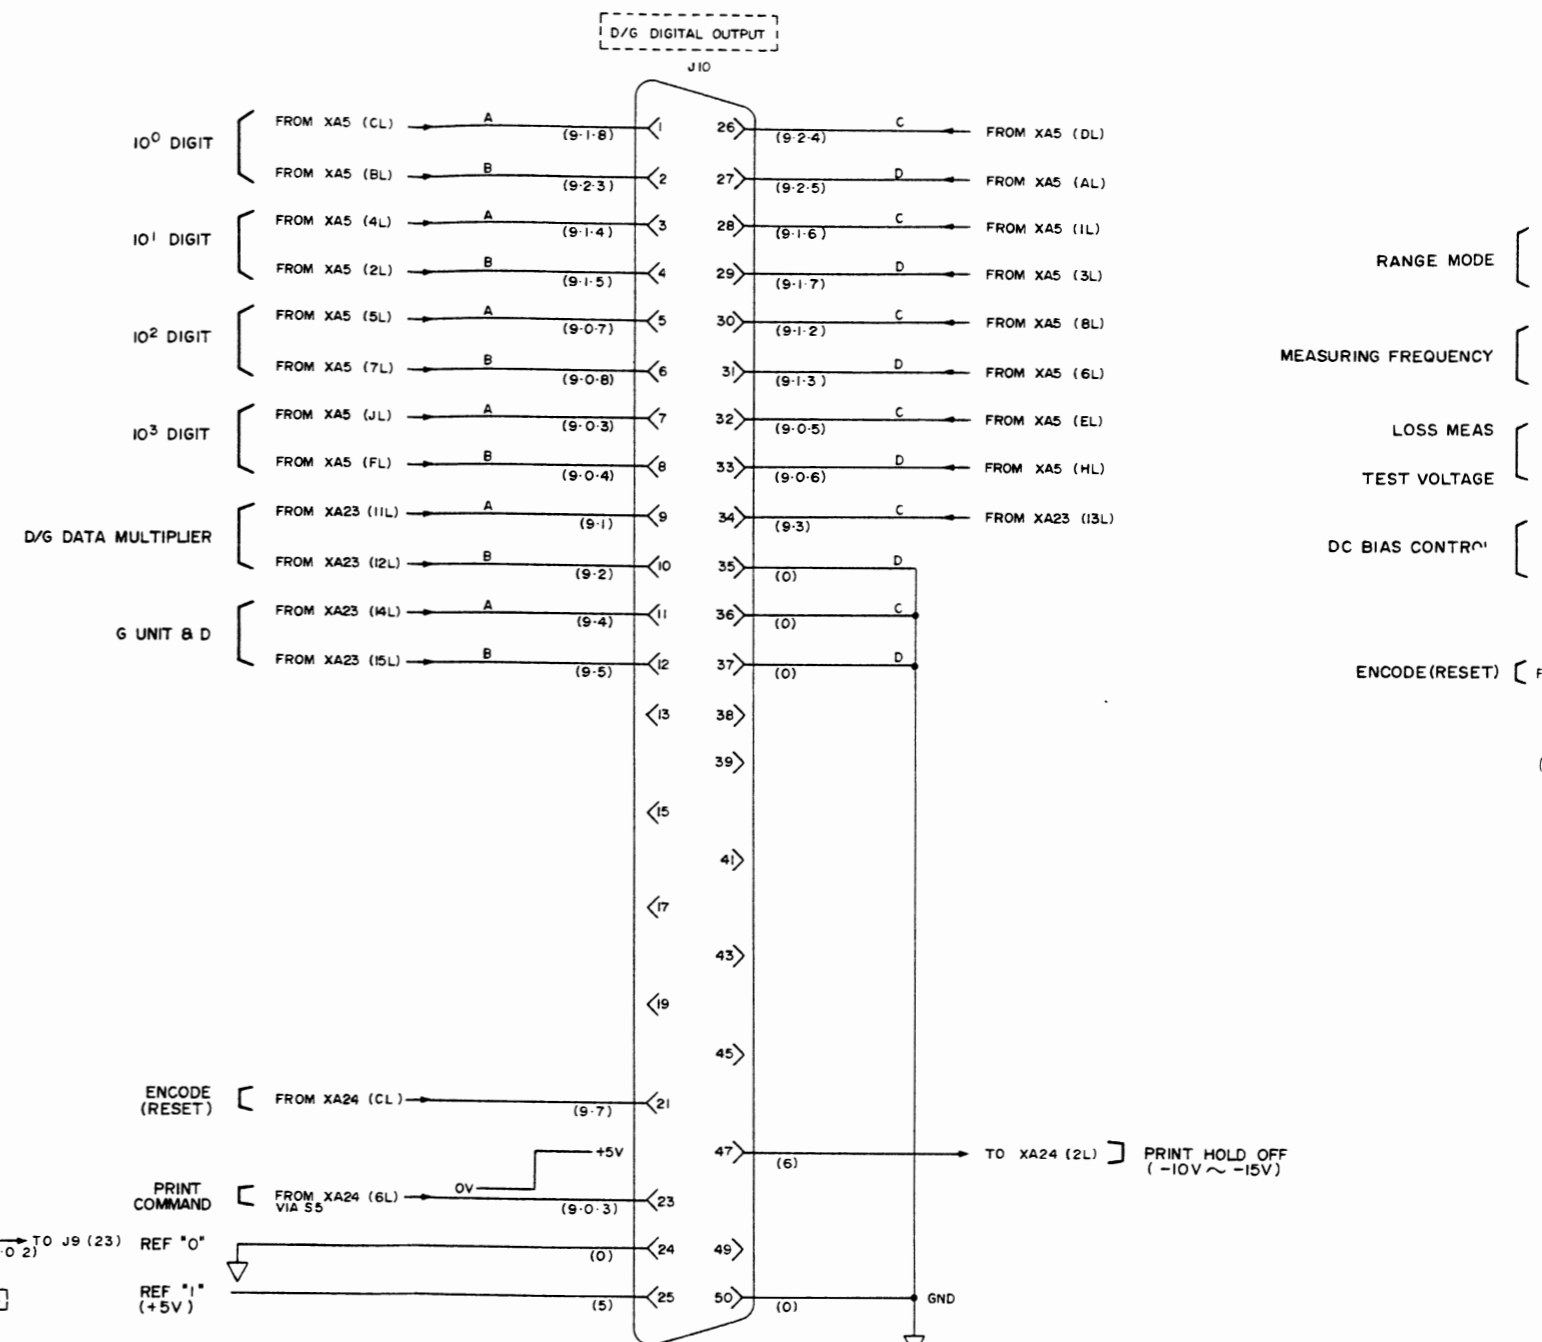 D/G DIGITAL OUTPUT
J10
10⁰ DIGIT
FROM XA5 (CL) A (9·1·8) 1 26 (9·2·4) C FROM XA5 (DL)
FROM XA5 (BL) B (9·2·3) 2 27 (9·2·5) D FROM XA5 (AL)
10¹ DIGIT
FROM XA5 (4L) A (9·1·4) 3 28 (9·1·6) C FROM XA5 (1L)
FROM XA5 (2L) B (9·1·5) 4 29 (9·1·7) D FROM XA5 (3L)
10² DIGIT
FROM XA5 (5L) A (9·0·7) 5 30 (9·1·2) C FROM XA5 (8L)
FROM XA5 (7L) B (9·0·8) 6 31 (9·1·3) D FROM XA5 (6L)
10³ DIGIT
FROM XA5 (JL) A (9·0·3) 7 32 (9·0·5) C FROM XA5 (EL)
FROM XA5 (FL) B (9·0·4) 8 33 (9·0·6) D FROM XA5 (HL)
D/G DATA MULTIPLIER
FROM XA23 (11L) A (9·1) 9 34 (9·3) C FROM XA23 (13L)
FROM XA23 (12L) B (9·2) 10 35 (0) D
G UNIT & D
FROM XA23 (14L) A (9·4) 11 36 (0) C
FROM XA23 (15L) B (9·5) 12 37 (0) D
13 38
39
15
41
17
43
19
45
ENCODE
(RESET)
FROM XA24 (CL) (9·7) 21
+5V
0V
47 (6) TO XA24 (2L) PRINT HOLD OFF
(-10V ~ -15V)
PRINT
COMMAND
FROM XA24 (6L)
VIA S5
(9·0·3) 23
TO J9 (23)
·0 2)
REF "0" (0) 24 49
REF "1"
(+5V)
(5) 25 50 (0) GND
RANGE MODE
MEASURING FREQUENCY
LOSS MEAS
TEST VOLTAGE
DC BIAS
ENCODE(RESET) F